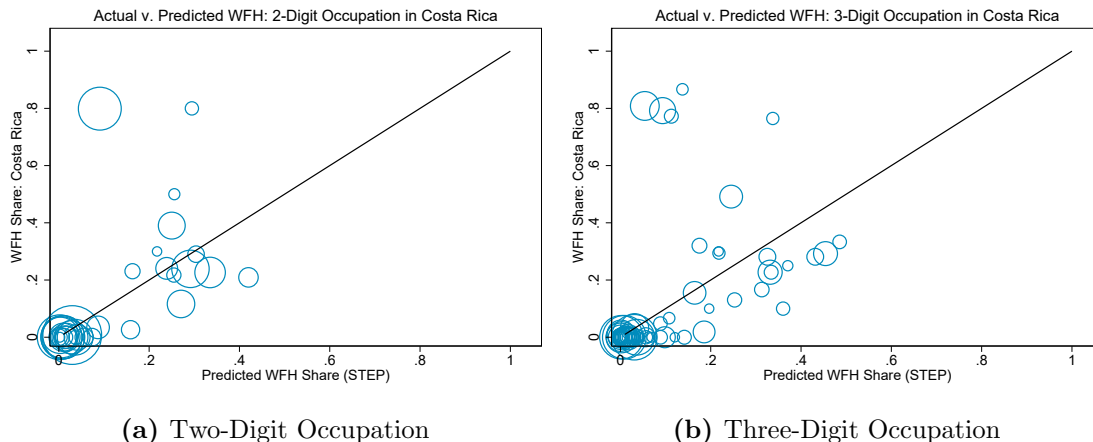 Actual v. Predicted WFH: 2-Digit Occupation in Costa Rica
WFH Share: Costa Rica
1
.8
.6
.4
.2
0
0 .2 .4 .6 .8 1
Predicted WFH Share (STEP)
(a) Two-Digit Occupation
Actual v. Predicted WFH: 3-Digit Occupation in Costa Rica
WFH Share: Costa Rica
1
.8
.6
.4
.2
0
0 .2 .4 .6 .8 1
Predicted WFH Share (STEP)
(b) Three-Digit Occupation